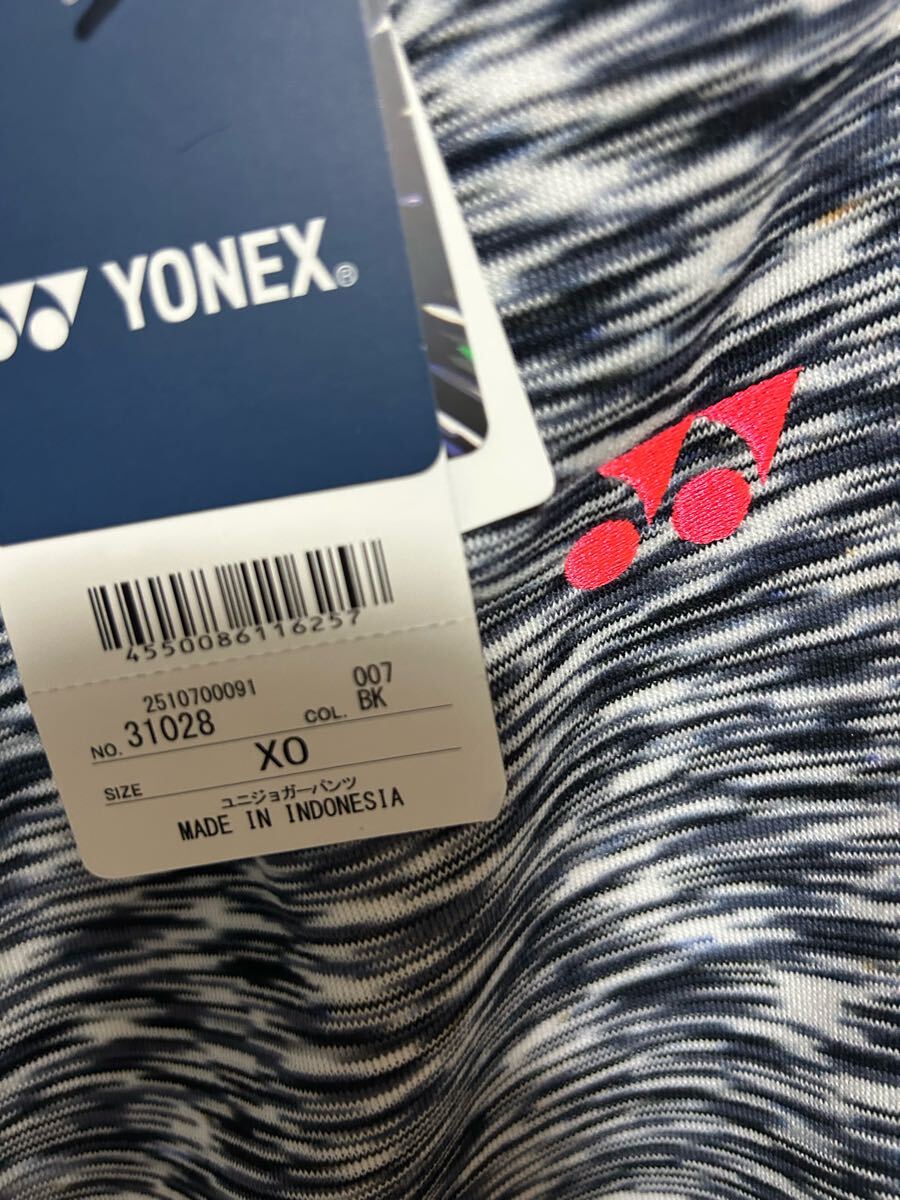 YONEX®
4550086116257
2510700091 007
NO. 31028 COL. BK
SIZE XO
ユニジョガーパンツ
MADE IN INDONESIA